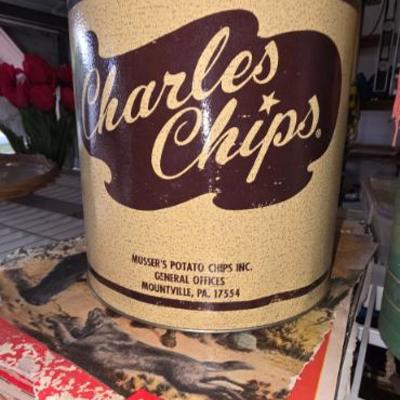 Charles
Chips.
MUSSER'S POTATO CHIPS INC.
GENERAL OFFICES
MOUNTVILLE, PA. 17554